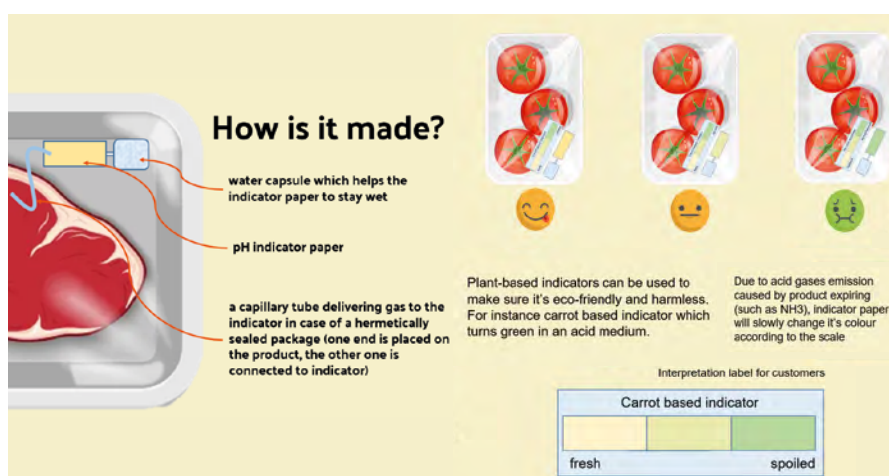 How is it made?
water capsule which helps the
indicator paper to stay wet
pH indicator paper
a capillary tube delivering gas to the
indicator in case of a hermetically
sealed package (one end is placed on
the product, the other one is
connected to indicator)
Plant-based indicators can be used to
make sure it's eco-friendly and harmless.
For instance carrot based indicator which
turns green in an acid medium.
Due to acid gases emission
caused by product expiring
(such as NH3), indicator paper
will slowly change it's colour
according to the scale
Interpretation label for customers
Carrot based indicator
fresh
spoiled